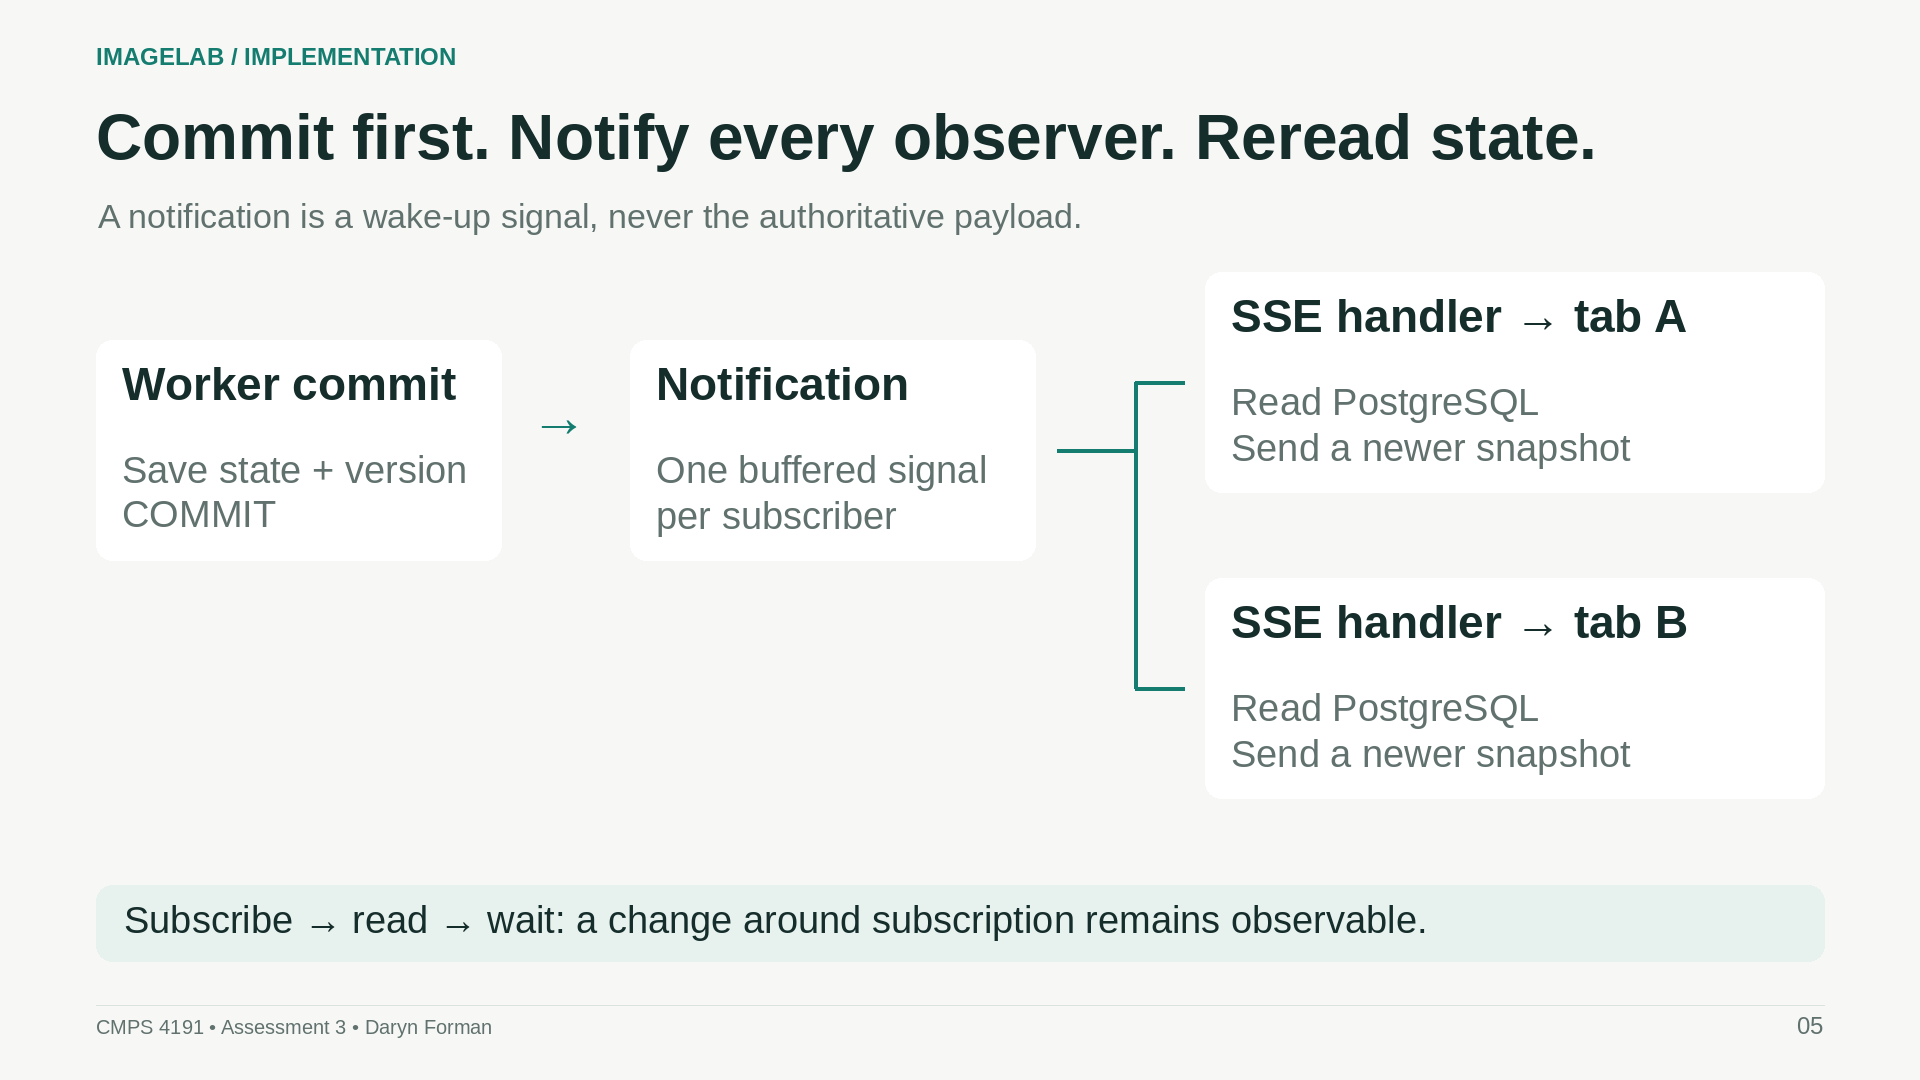 IMAGELAB / IMPLEMENTATION
Commit first. Notify every observer. Reread state.
A notification is a wake-up signal, never the authoritative payload.
Worker commit
Save state + version
COMMIT
→
Notification
One buffered signal
per subscriber
SSE handler → tab A
Read PostgreSQL
Send a newer snapshot
SSE handler → tab B
Read PostgreSQL
Send a newer snapshot
Subscribe → read → wait: a change around subscription remains observable.
CMPS 4191 • Assessment 3 • Daryn Forman
05